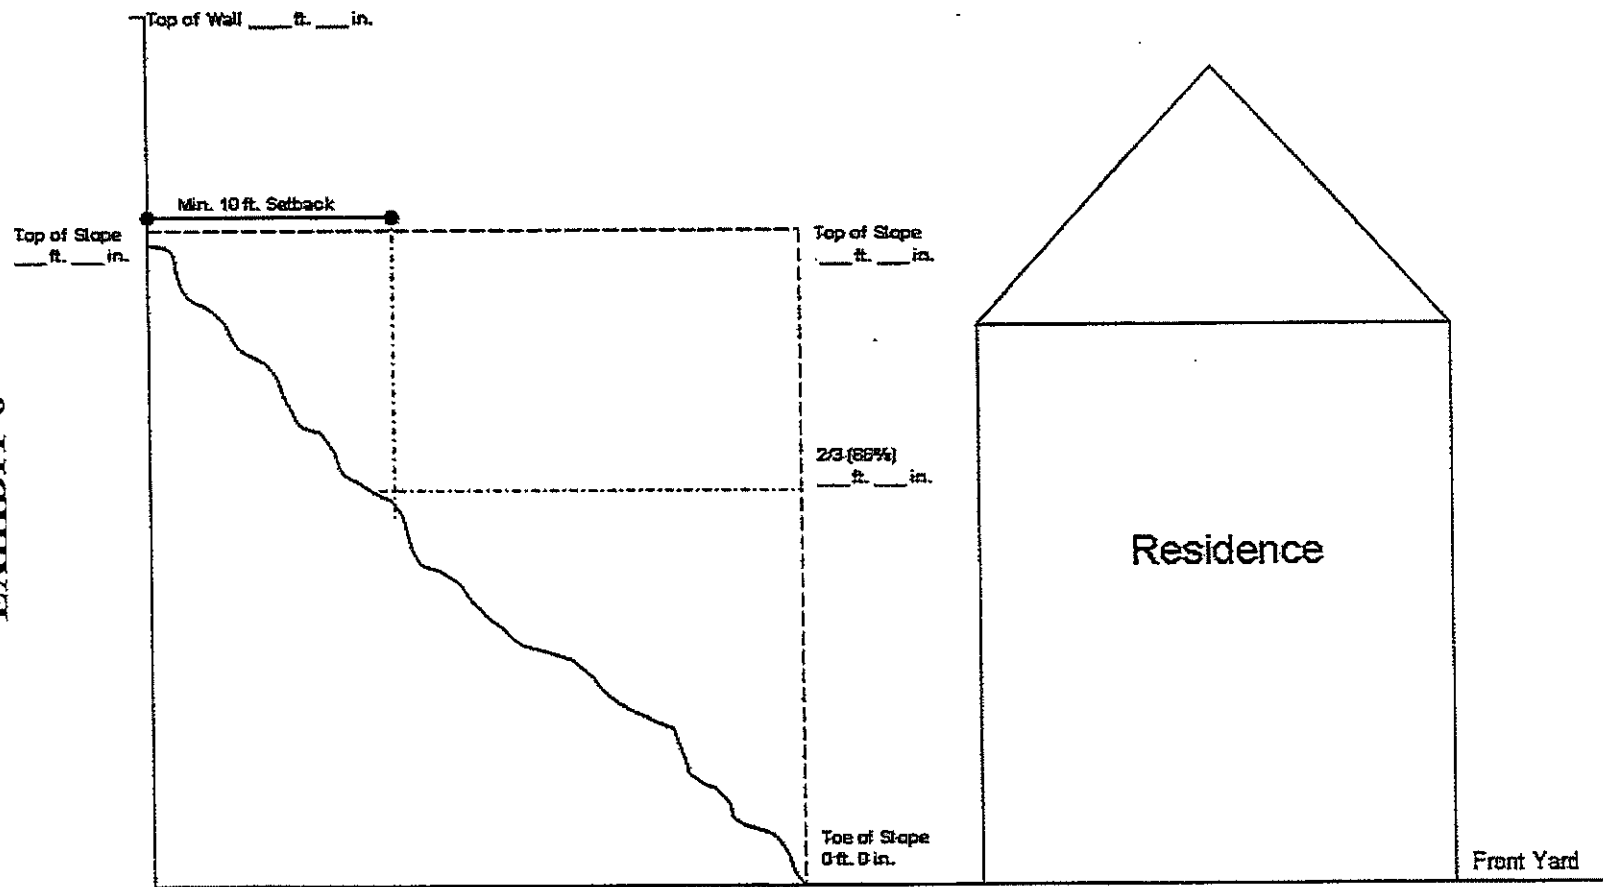 Top of Wall ____ ft. ___ in.
Min. 10 ft. Setback
Top of Slope
___ ft. ___ in.
Top of Slope
___ ft. ___ in.
2/3 (66%)
___ ft. ___ in.
Residence
Toe of Slope
0 ft. 0 in.
Front Yard